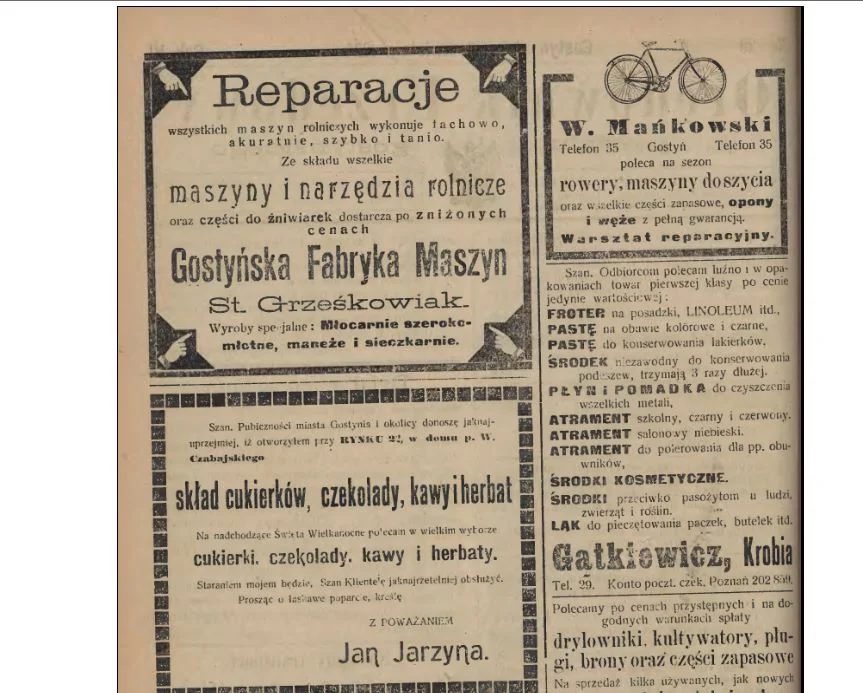 Reparacje
wszystkich maszyn rolniczych wykonuje fachowo,
akuratnie, szybko i tanio.
Ze składu wszelkie
maszyny i narzędzia rolnicze
oraz części do żniwiarek dostarcza po zniżonych
cenach
Gostyńska Fabryka Maszyn
St. Grześkowiak.
Wyroby specjalne: Młocarnie szeroko-
młotne, maneże i sieczkarnie.
Szan. Publiczności miasta Gostynia i okolicy donoszę jaknaj-
uprzejmiej, iż otworzyłem przy RYNKU 22, w domu p. W.
Czabajskiego
skład cukierków, czekolady, kawy i herbat
Na nadchodzące Święta Wielkanocne polecam w wielkim wyborze
cukierki, czekolady, kawy i herbaty.
Staraniem mojem będzie, Szan Klientelę jaknajrzetelniej obsłużyć.
Prosząc o łaskawe poparcie, kreślę
Z POWAŻANIEM
Jan Jarzyna.
W. Mańkowski
Telefon 35 Gostyń Telefon 35
poleca na sezon
rowery, maszyny do szycia
oraz wszelkie części zapasowe, opony
i węże z pełną gwarancją.
Warsztat reparacyjny.
Szan. Odbiorcom polecam luźno i w opa-
kowaniach towar pierwszej klasy po cenie
jedynie wartościowej:
FROTER na posadzki, LINOLEUM itd.,
PASTĘ na obuwie kolorowe i czarne,
PASTĘ do konserwowania lakierków,
ŚRODEK niezawodny do konserwowania
podeszew, trzymają 3 razy dłużej.
PŁYN i POMADKA do czyszczenia
wszelkich metali,
ATRAMENT szkolny, czarny i czerwony.
ATRAMENT salonowy niebieski.
ATRAMENT do polerowania dla pp. obu-
wników,
ŚRODKI KOSMETYCZNE.
ŚRODKI przeciwko pasożytom u ludzi,
zwierząt i roślin.
LAK do pieczętowania paczek, butelek itd.
Gatkiewicz, Krobia
Tel. 29. Konto poczt. czek. Poznań 202 859.
Polecamy po cenach przystępnych i na do-
godnych warunkach spłaty
drylowniki, kultywatory, płu-
gi, brony oraz części zapasowe
Na sprzedaż kilka używanych, jak nowych